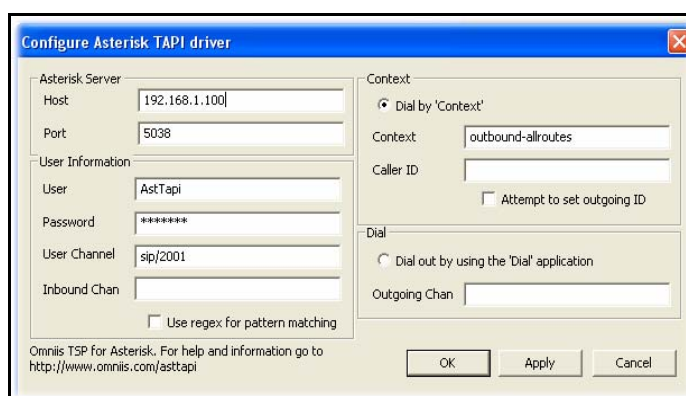 Configure Asterisk TAPI driver
Asterisk Server
Host 192.168.1.100
Port 5038
User Information
User AstTapi
Password *******
User Channel sip/2001
Inbound Chan
Use regex for pattern matching
Omniis TSP for Asterisk. For help and information go to
http://www.omniis.com/asttapi
Context
Dial by 'Context'
Context outbound-allroutes
Caller ID
Attempt to set outgoing ID
Dial
Dial out by using the 'Dial' application
Outgoing Chan
OK Apply Cancel